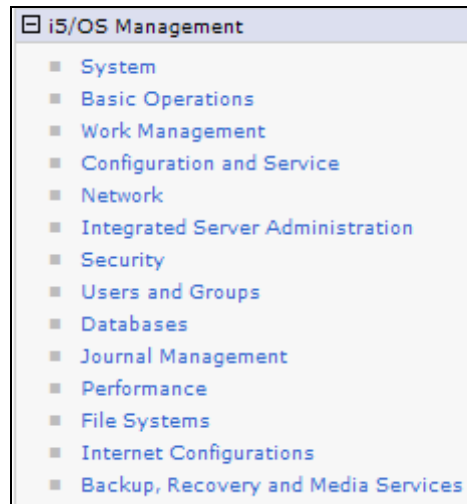 i5/OS Management
System
Basic Operations
Work Management
Configuration and Service
Network
Integrated Server Administration
Security
Users and Groups
Databases
Journal Management
Performance
File Systems
Internet Configurations
Backup, Recovery and Media Services